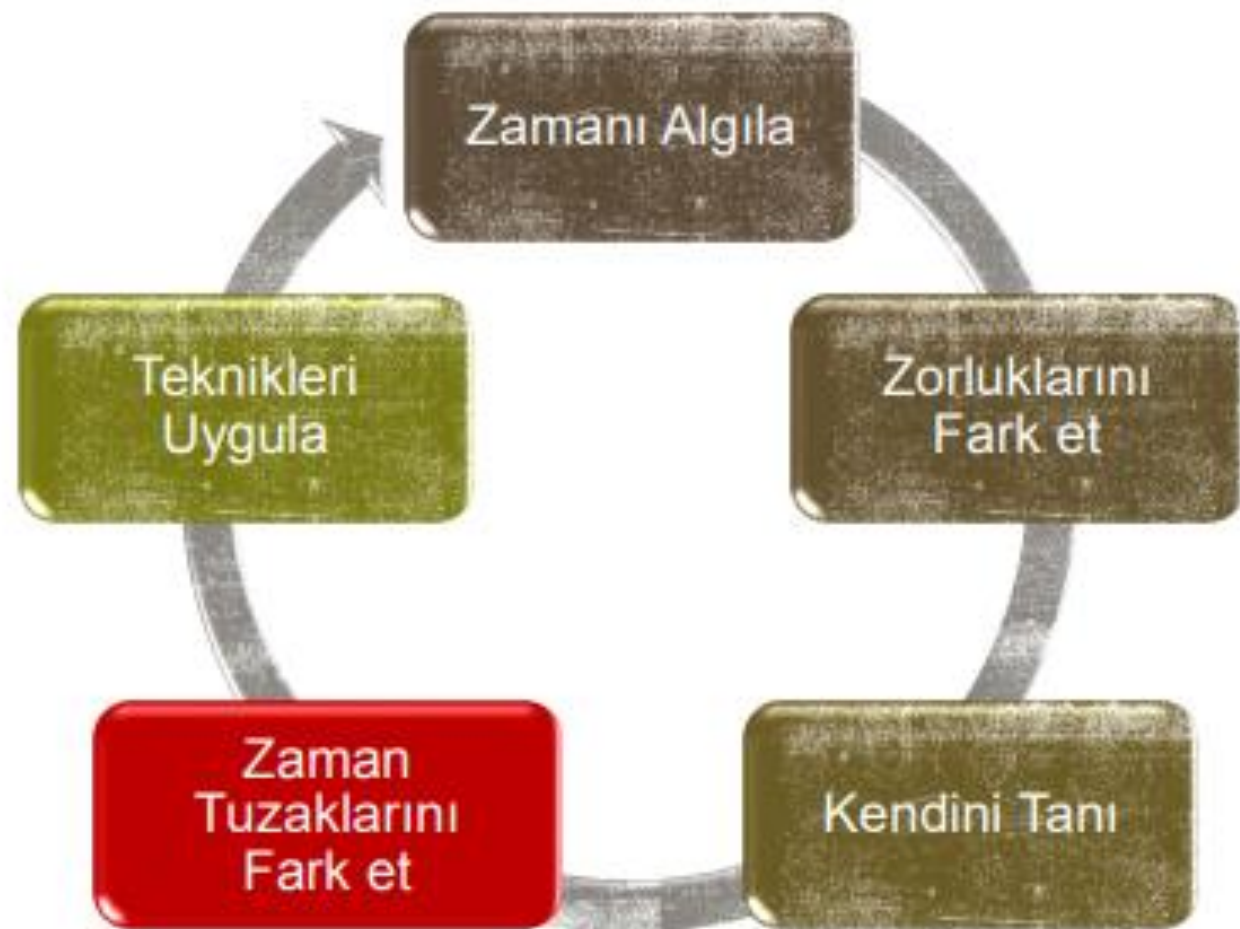 Zamanı Algıla
Zorluklarını
Fark et
Kendini Tanı
Zaman
Tuzaklarını
Fark et
Teknikleri
Uygula